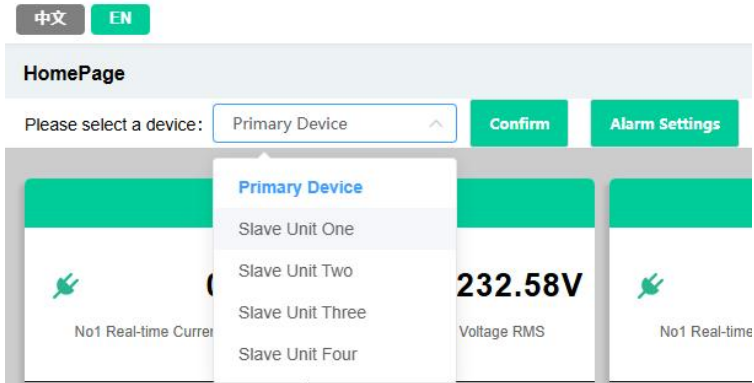 中文 EN
HomePage
Please select a device: Primary Device Confirm Alarm Settings
Primary Device
Slave Unit One
Slave Unit Two
Slave Unit Three
Slave Unit Four
232.58V
No1 Real-time Voltage RMS No1 Real-time